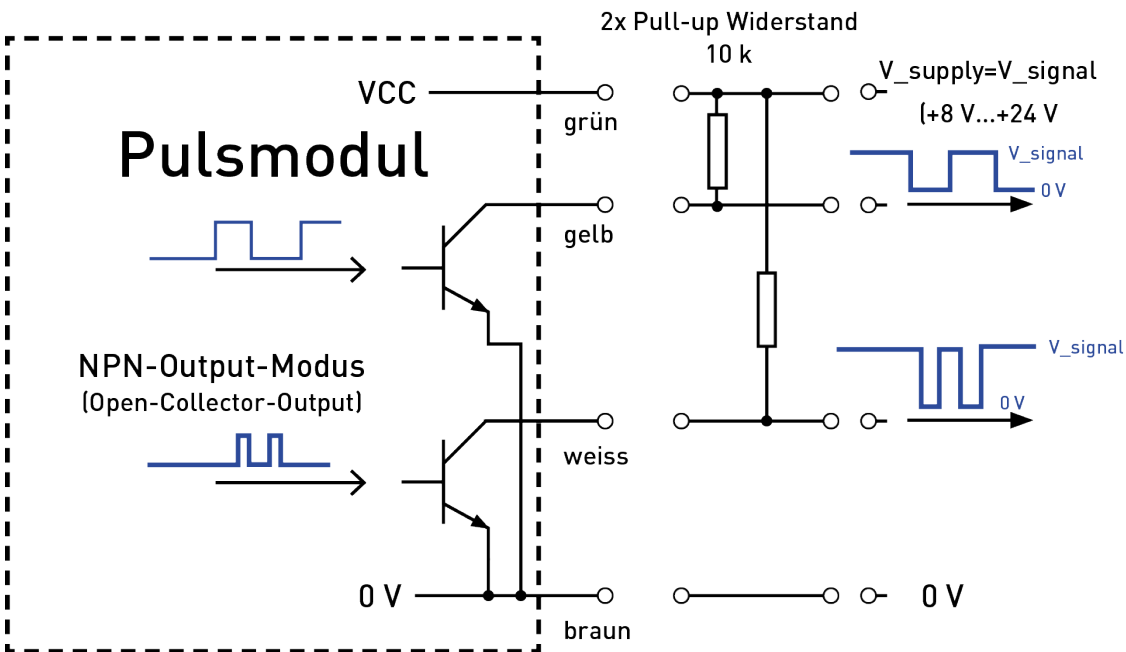 2x Pull-up Widerstand
10 k
VCC
grün
V_supply=V_signal
(+8 V...+24 V
Pulsmodul
V_signal
0 V
gelb
NPN-Output-Modus
(Open-Collector-Output)
V_signal
0 V
weiss
0 V
braun
0 V